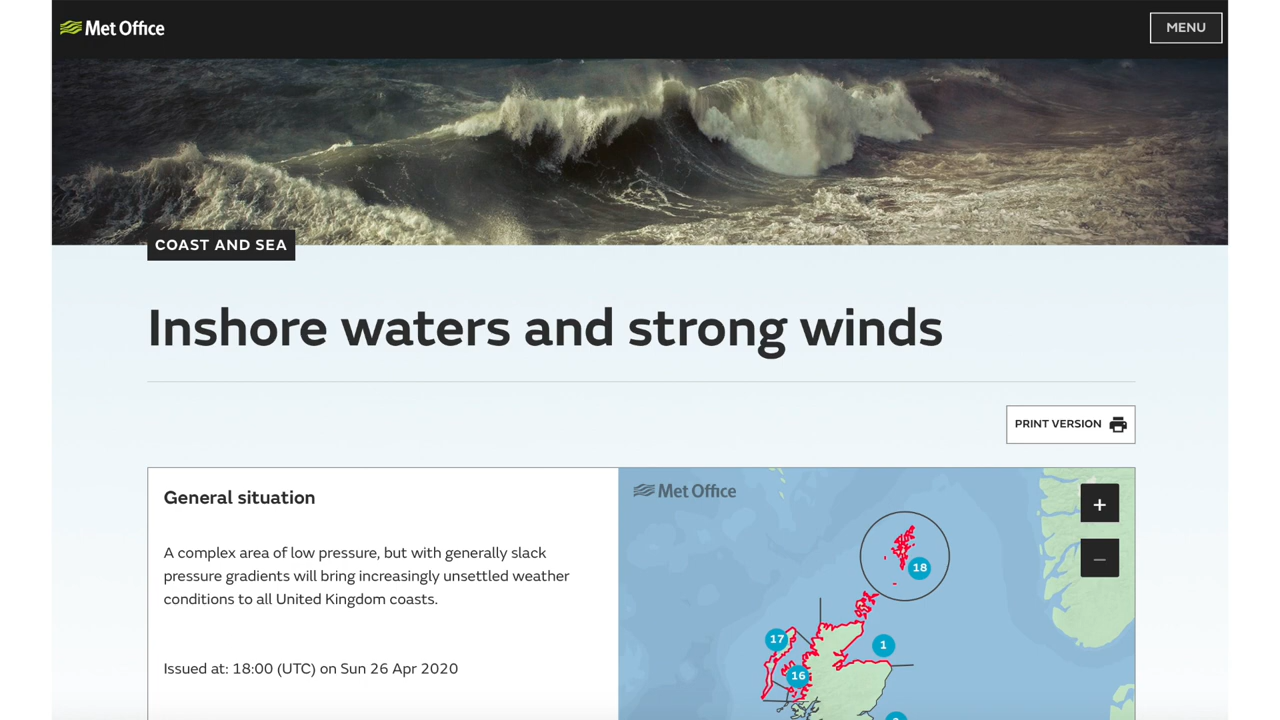 Met Office
MENU
COAST AND SEA
Inshore waters and strong winds
PRINT VERSION
General situation
A complex area of low pressure, but with generally slack
pressure gradients will bring increasingly unsettled weather
conditions to all United Kingdom coasts.
Issued at: 18:00 (UTC) on Sun 26 Apr 2020
Met Office
+
−
18
17
1
16